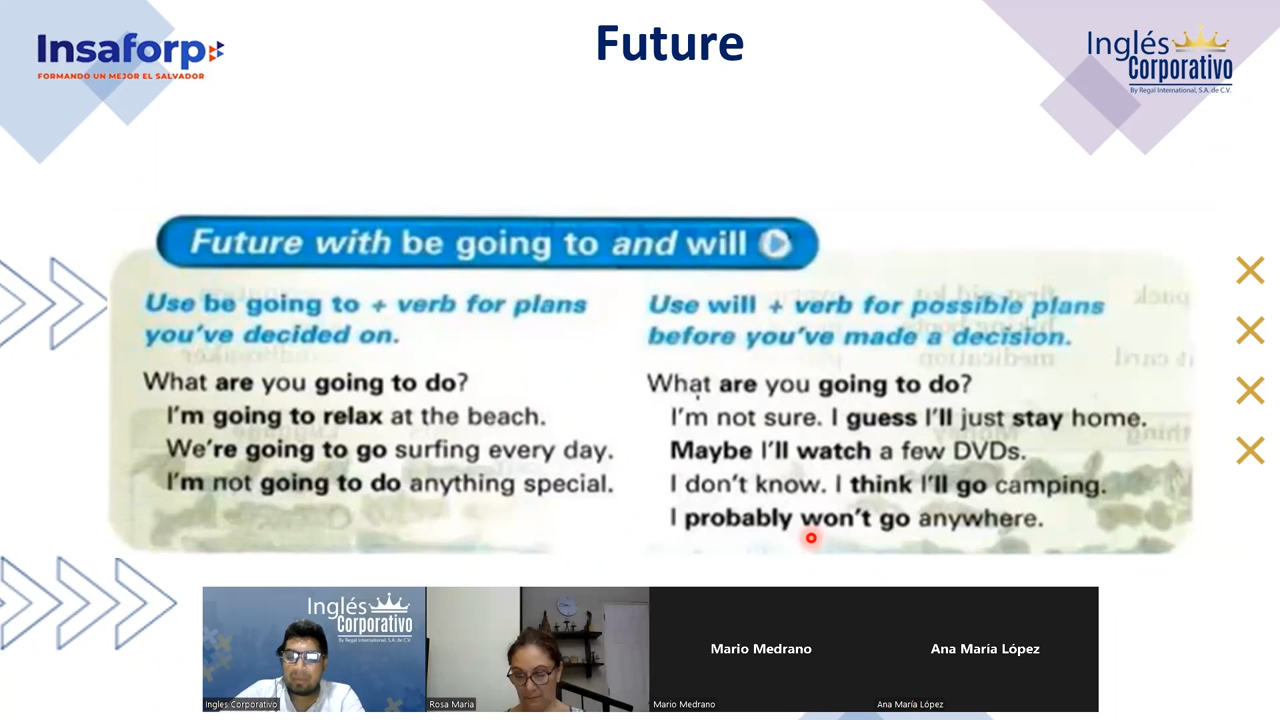 Insaforp
FORMANDO UN MEJOR EL SALVADOR
Future
Inglés
Corporativo
By Regal International, S.A. de C.V.
Future with be going to and will
Use be going to + verb for plans
you've decided on.
What are you going to do?
I'm going to relax at the beach.
We're going to go surfing every day.
I'm not going to do anything special.
Use will + verb for possible plans
before you've made a decision.
What are you going to do?
I'm not sure. I guess I'll just stay home.
Maybe I'll watch a few DVDs.
I don't know. I think I'll go camping.
I probably won't go anywhere.
Inglés
Corporativo
By Regal International, S.A. de C.V.
Ingles Corporativo
Rosa Maria
Mario Medrano
Mario Medrano
Ana María López
Ana María López